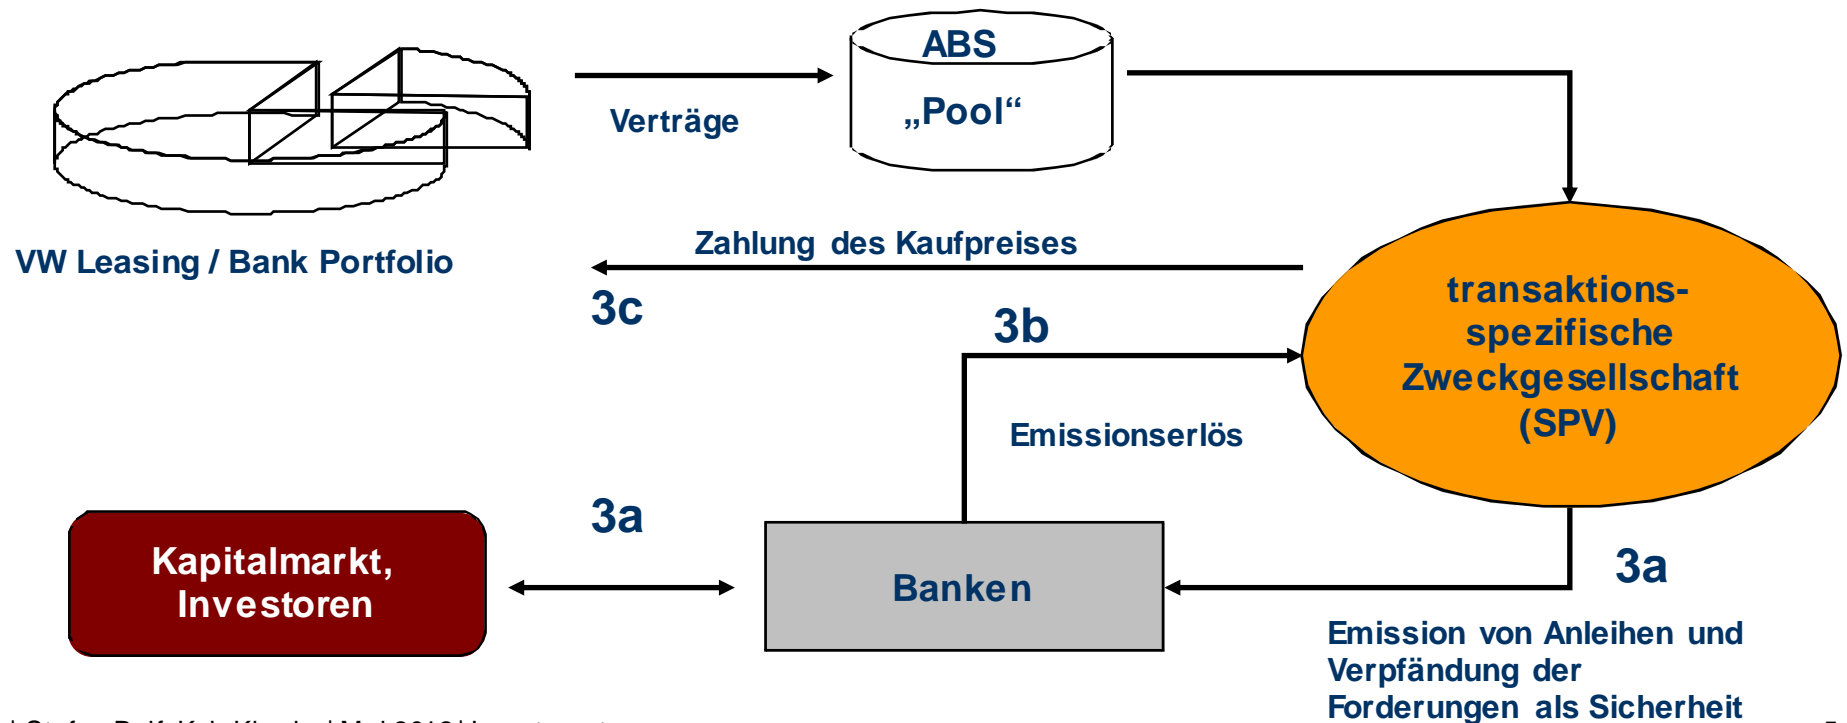 ABS
„Pool“
Verträge
VW Leasing / Bank Portfolio
Zahlung des Kaufpreises
3c
3b
transaktions-
spezifische
Zweckgesellschaft
(SPV)
Emissionserlös
3a
Kapitalmarkt,
Investoren
Banken
3a
Emission von Anleihen und
Verpfändung der
Forderungen als Sicherheit